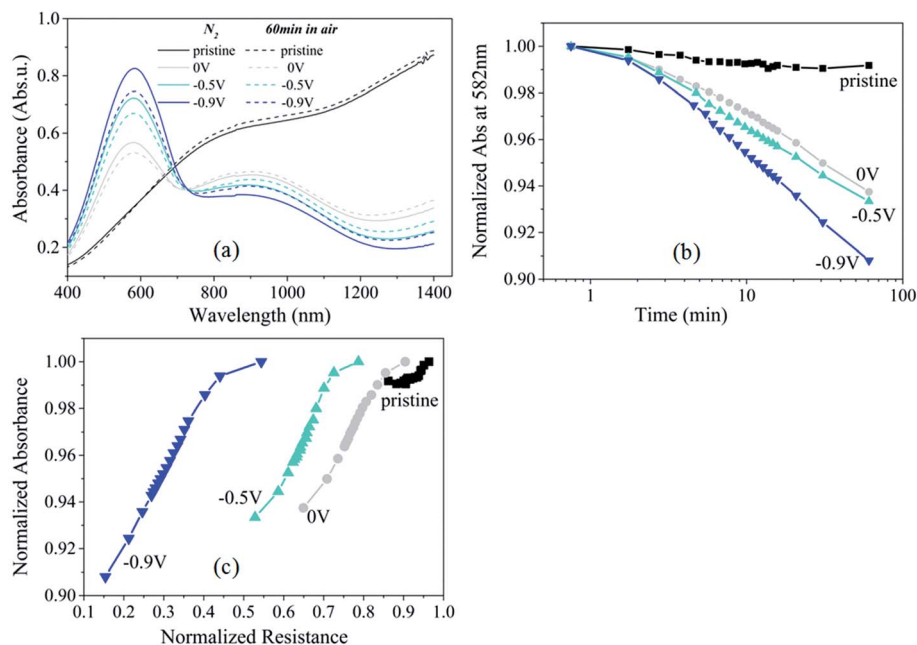 1.0
0.8
0.6
0.4
0.2
Absorbance (Abs.u.)
N2 60min in air
pristine pristine
0V 0V
-0.5V -0.5V
-0.9V -0.9V
(a)
400 600 800 1000 1200 1400
Wavelength (nm)
1.00
0.98
0.96
0.94
0.92
0.90
Normalized Abs at 582nm
pristine
0V
-0.5V
-0.9V
(b)
1 10 100
Time (min)
1.00
0.98
0.96
0.94
0.92
0.90
Normalized Absorbance
pristine
-0.5V
0V
-0.9V
(c)
0.1 0.2 0.3 0.4 0.5 0.6 0.7 0.8 0.9 1.0
Normalized Resistance